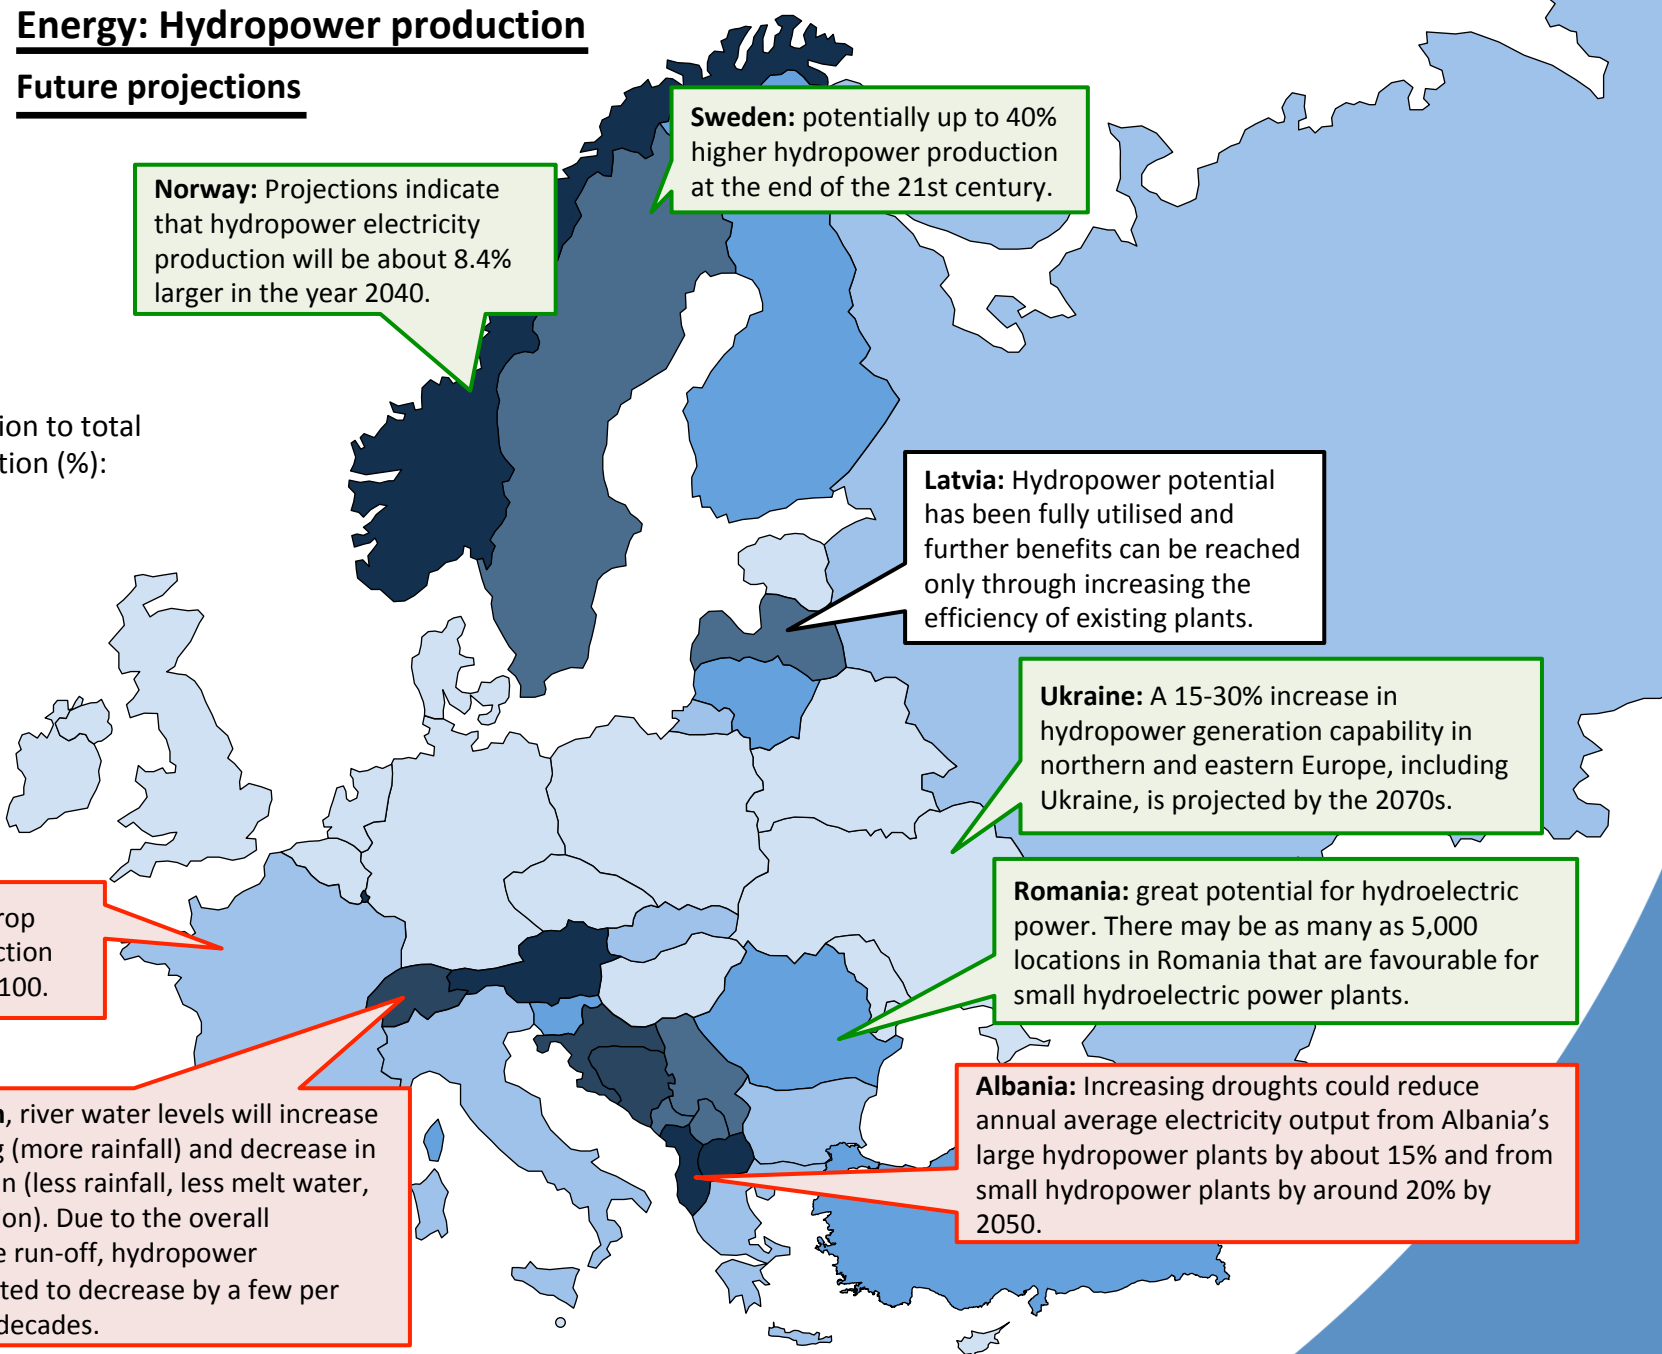 Energy: Hydropower production
Future projections
Sweden: potentially up to 40%
higher hydropower production
at the end of the 21st century.
Norway: Projections indicate
that hydropower electricity
production will be about 8.4%
larger in the year 2040.
ion to total
tion (%):
Latvia: Hydropower potential
has been fully utilised and
further benefits can be reached
only through increasing the
efficiency of existing plants.
Ukraine: A 15-30% increase in
hydropower generation capability in
northern and eastern Europe, including
Ukraine, is projected by the 2070s.
rop
ction
100.
Romania: great potential for hydroelectric
power. There may be as many as 5,000
locations in Romania that are favourable for
small hydroelectric power plants.
Albania: Increasing droughts could reduce
annual average electricity output from Albania’s
large hydropower plants by about 15% and from
small hydropower plants by around 20% by
2050.
n, river water levels will increase
g (more rainfall) and decrease in
n (less rainfall, less melt water,
on). Due to the overall
e run-off, hydropower
ted to decrease by a few per
decades.